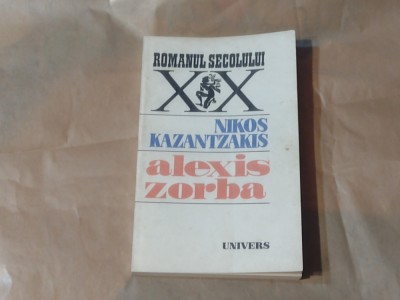 ROMANUL SECOLULUI
XX
NIKOS
KAZANTZAKIS
alexis
zorba
UNIVERS